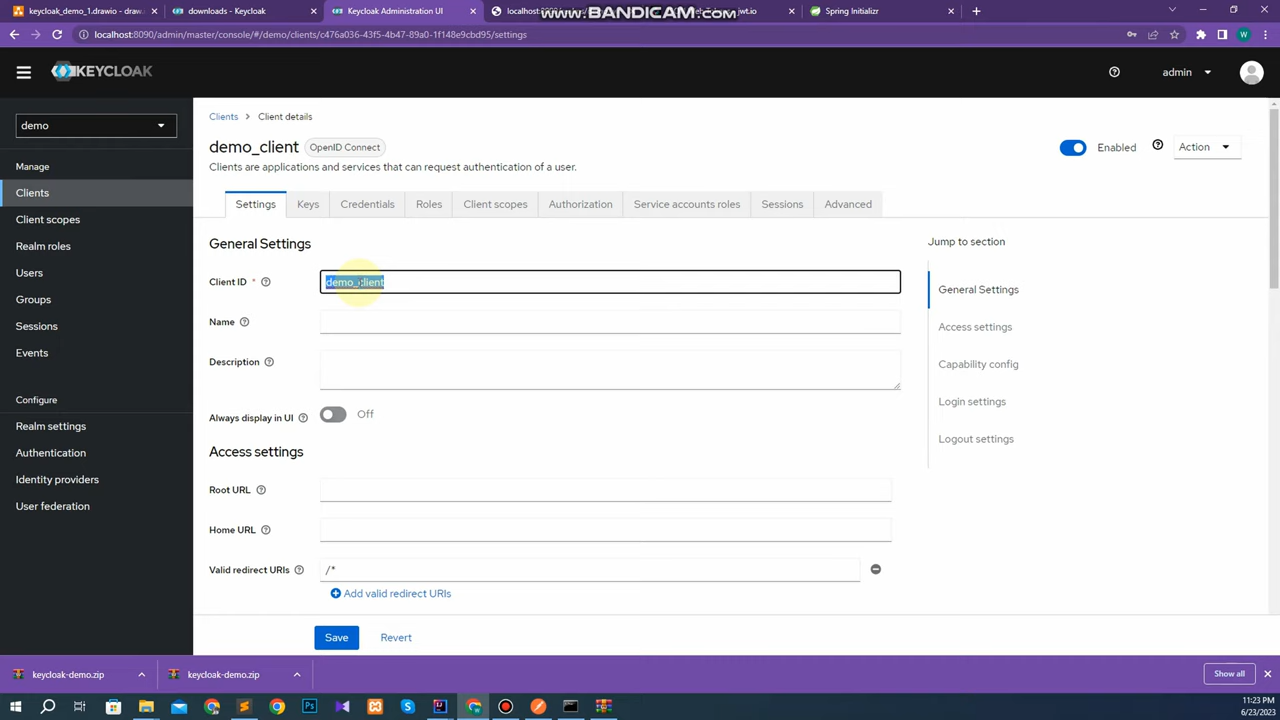 keycloak_demo_1.drawio - draw.i
downloads - Keycloak
Keycloak Administration UI
www.BANDICAM.com
Spring Initializr
localhost:8090/admin/master/console/#/demo/clients/c476a036-43f5-4b47-89a0-1f148e9cbd95/settings
W
KEYCLOAK
admin
demo
Manage
Clients
Client scopes
Realm roles
Users
Groups
Sessions
Events
Configure
Realm settings
Authentication
Identity providers
User federation
Clients > Client details
demo_client OpenID Connect
Enabled
Action
Clients are applications and services that can request authentication of a user.
Settings Keys Credentials Roles Client scopes Authorization Service accounts roles Sessions Advanced
General Settings
Client ID *
demo_client
Name
Description
Always display in UI
Off
Access settings
Root URL
Home URL
Valid redirect URIs
/*
Add valid redirect URIs
Save Revert
Jump to section
General Settings
Access settings
Capability config
Login settings
Logout settings
keycloak-demo.zip
keycloak-demo.zip
Show all
11:23 PM
6/23/2023